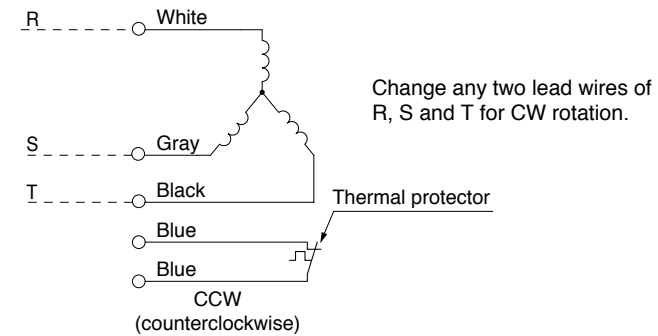 R
White
Change any two lead wires of
R, S and T for CW rotation.
S
Gray
T
Black
Thermal protector
Blue
Blue
CCW
(counterclockwise)